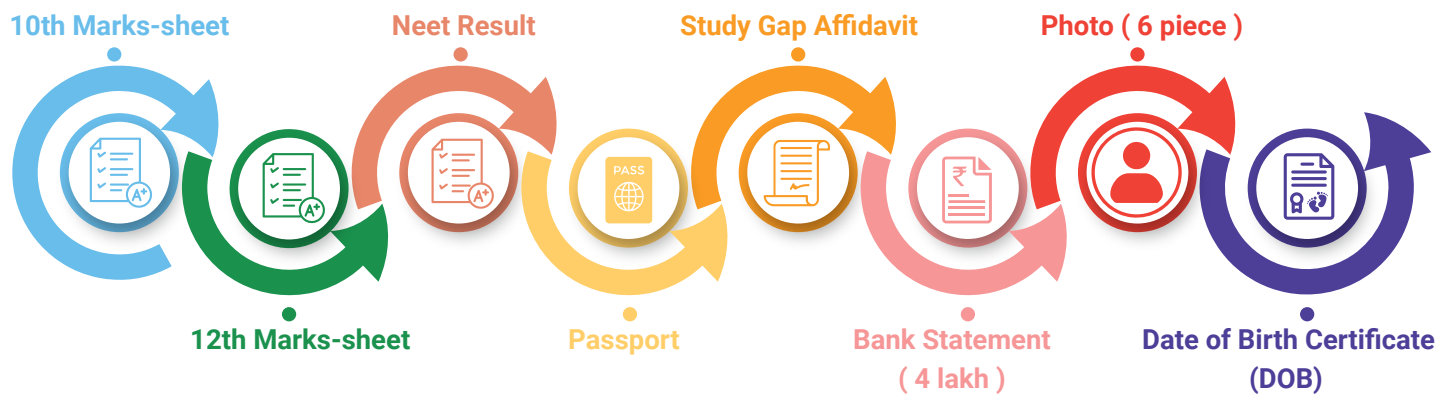 10th Marks-sheet
Neet Result
Study Gap Affidavit
Photo ( 6 piece )
A+
A+
A+
PASS
₹
12th Marks-sheet
Passport
Bank Statement
( 4 lakh )
Date of Birth Certificate
(DOB)